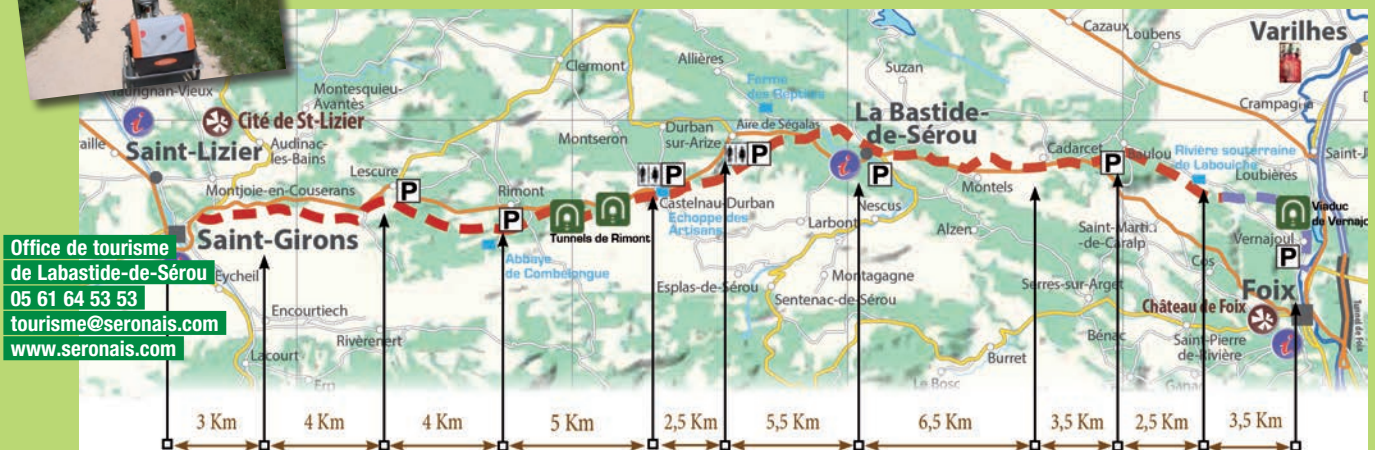 Cazaux
Loubens
Varilhes
Allières
Clermont
Suzan
Ferme
des Reptiles
Montesquieu-
Avantès
Crampagna
La Bastide-
de-Sérou
Cité de St-Lizier
Durban
sur-Arize
Aire de Ségalas
Montseron
Saint-Lizier
Audinac-
les-Bains
Cadarcet
Baulou
Rivière souterraine
de Labouiche
Loubières
Lescure
P
Montjoie-en-Couserans
Rimont
P
P
P
P
P
Castelnau-Durban
Montels
Echoppe des
Artisans
Nescus
Viaduc
Saint-Girons
Tunnels de Rimont
Larbont
Alzen
Vernajoul
P
Office de tourisme
de Labastide-de-Sérou
05 61 64 53 53
tourisme@seronais.com
www.seronais.com
Abbaye
de Combelongue
Cos
Eycheil
Esplas-de-Sérou
Montagagne
Serres-sur-Arget
Foix
Sentenac-de-Sérou
Château de Foix
Encourtiech
Rivèrenert
Bénac
Saint-Pierre
de-Rivière
Tunnel de Foix
Lacourt
Burret
Le Bosc
3 Km
4 Km
4 Km
5 Km
2,5 Km
5,5 Km
6,5 Km
3,5 Km
2,5 Km
3,5 Km